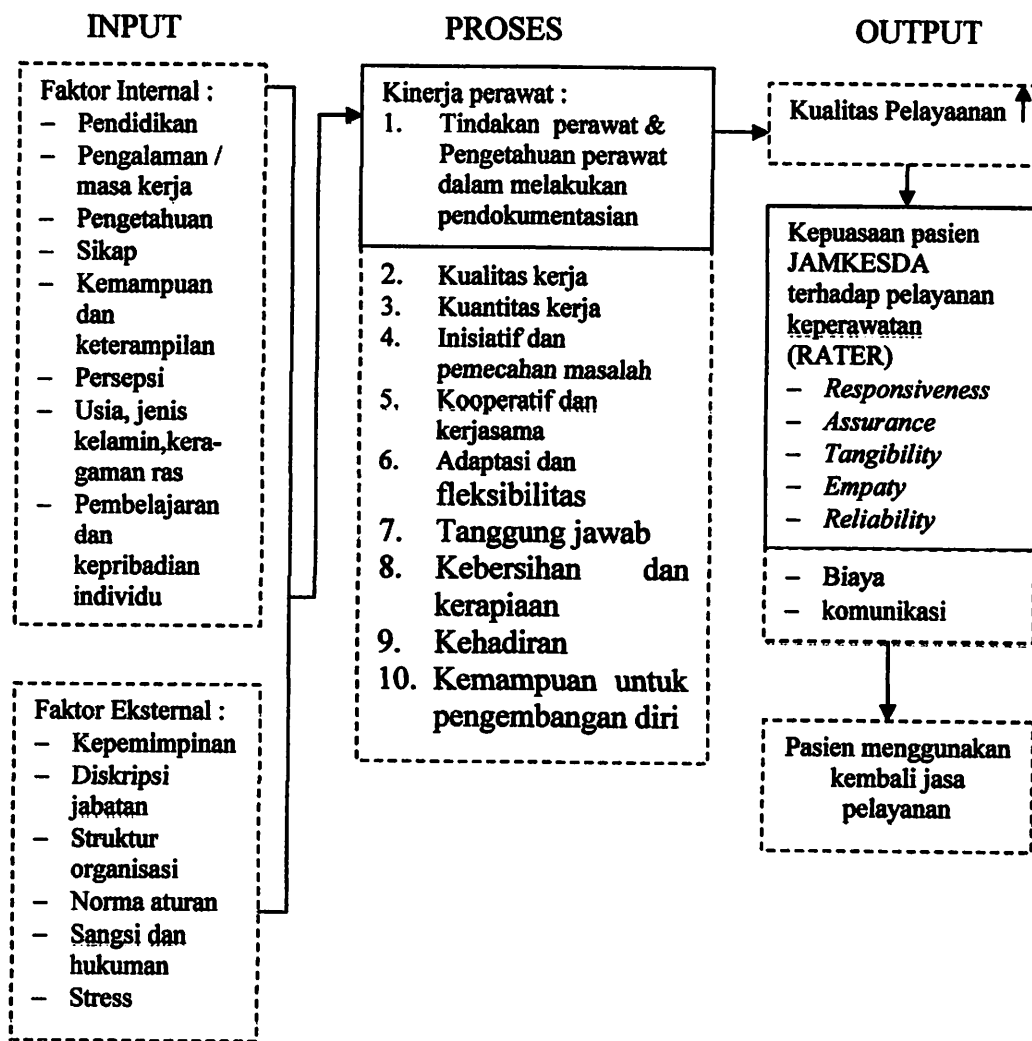 INPUT
Faktor Internal :
– Pendidikan
– Pengalaman /
masa kerja
– Pengetahuan
– Sikap
– Kemampuan
dan
keterampilan
– Persepsi
– Usia, jenis
kelamin,kera-
gaman ras
– Pembelajaran
dan
kepribadian
individu
Faktor Eksternal :
– Kepemimpinan
– Diskripsi
jabatan
– Struktur
organisasi
– Norma aturan
– Sangsi dan
hukuman
– Stress
PROSES
Kinerja perawat :
1. Tindakan perawat &
Pengetahuan perawat
dalam melakukan
pendokumentasian
2. Kualitas kerja
3. Kuantitas kerja
4. Inisiatif dan
pemecahan masalah
5. Kooperatif dan
kerjasama
6. Adaptasi dan
fleksibilitas
7. Tanggung jawab
8. Kebersihan dan
kerapiaan
9. Kehadiran
10. Kemampuan untuk
pengembangan diri
OUTPUT
Kualitas Pelayaanan
Kepuasaan pasien
JAMKESDA
terhadap pelayanan
keperawatan
(RATER)
– Responsiveness
– Assurance
– Tangibility
– Empaty
– Reliability
– Biaya
– komunikasi
Pasien menggunakan
kembali jasa
pelayanan